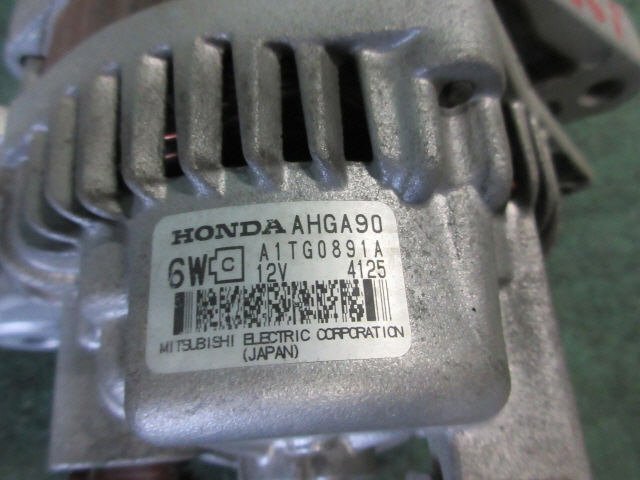 HONDA AHGA90
6W C A1TG0891A
12V 4125
MITSUBISHI ELECTRIC CORPORATION
(JAPAN)